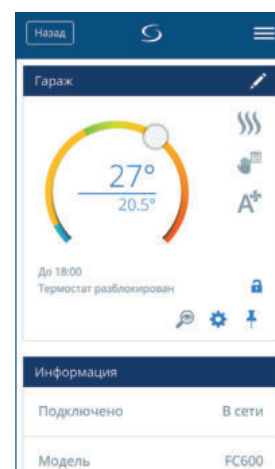 Назад
Гараж
27°
20.5°
До 18:00
Термостат разблокирован
Информация
Подключено В сети
Модель FC600